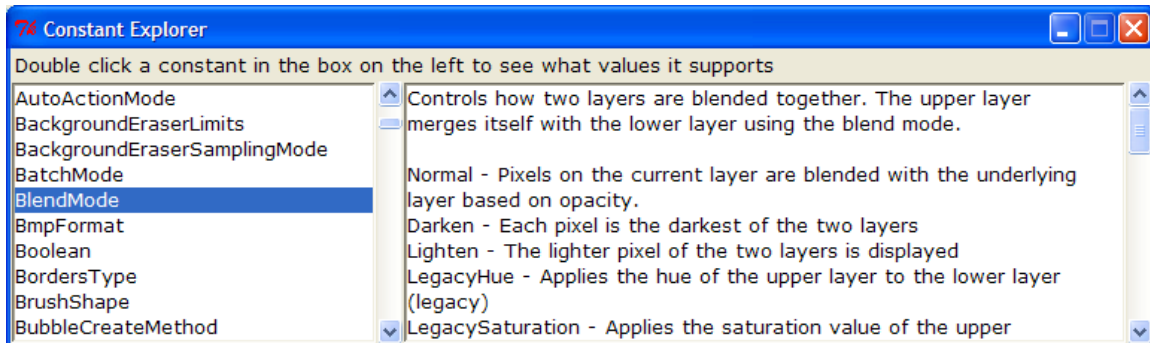 Constant Explorer
Double click a constant in the box on the left to see what values it supports
AutoActionMode
BackgroundEraserLimits
BackgroundEraserSamplingMode
BatchMode
BlendMode
BmpFormat
Boolean
BordersType
BrushShape
BubbleCreateMethod
Controls how two layers are blended together. The upper layer
merges itself with the lower layer using the blend mode.
Normal - Pixels on the current layer are blended with the underlying
layer based on opacity.
Darken - Each pixel is the darkest of the two layers
Lighten - The lighter pixel of the two layers is displayed
LegacyHue - Applies the hue of the upper layer to the lower layer
(legacy)
LegacySaturation - Applies the saturation value of the upper